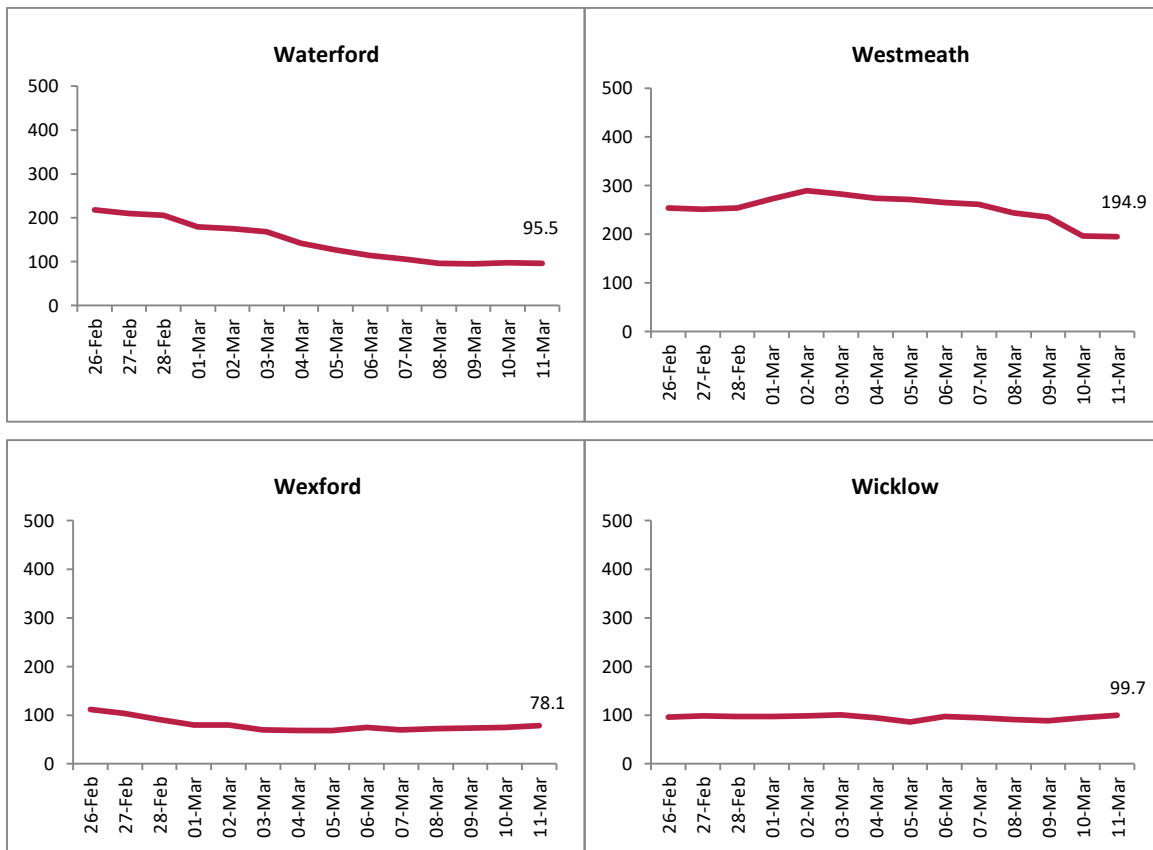 Waterford
500
400
300
200
100
0
95.5
26-Feb
27-Feb
28-Feb
01-Mar
02-Mar
03-Mar
04-Mar
05-Mar
06-Mar
07-Mar
08-Mar
09-Mar
10-Mar
11-Mar
Westmeath
500
400
300
200
100
0
194.9
26-Feb
27-Feb
28-Feb
01-Mar
02-Mar
03-Mar
04-Mar
05-Mar
06-Mar
07-Mar
08-Mar
09-Mar
10-Mar
11-Mar
Wexford
500
400
300
200
100
0
78.1
26-Feb
27-Feb
28-Feb
01-Mar
02-Mar
03-Mar
04-Mar
05-Mar
06-Mar
07-Mar
08-Mar
09-Mar
10-Mar
11-Mar
Wicklow
500
400
300
200
100
0
99.7
26-Feb
27-Feb
28-Feb
01-Mar
02-Mar
03-Mar
04-Mar
05-Mar
06-Mar
07-Mar
08-Mar
09-Mar
10-Mar
11-Mar